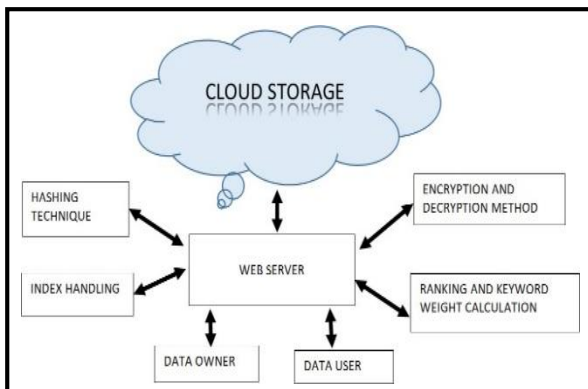 CLOUD STORAGE
HASHING
TECHNIQUE
ENCRYPTION AND
DECRYPTION METHOD
WEB SERVER
INDEX HANDLING
RANKING AND KEYWORD
WEIGHT CALCULATION
DATA OWNER
DATA USER